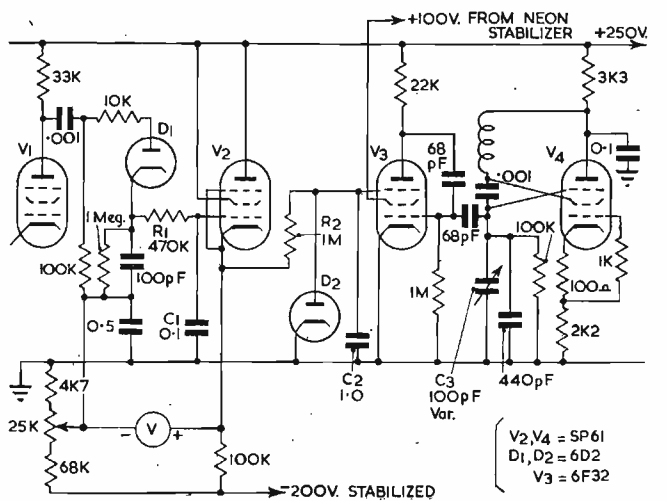 +100V. FROM NEON
STABILIZER
+250V.
33K
10K
D1
22K
3K3
V1
.001
V2
V3
68
pF
.001
V4
0.1
1 Meg.
R1
470K
R2
1M
68pF
100K
100K
100pF
D2
1M
100Ω
1K
0.5
C1
0.1
2K2
C2
1.0
C3
100pF
Var.
440pF
4K7
25K
- V +
68K
100K
-200V. STABILIZED
V2,V4 = SP61
D1,D2 = 6D2
V3 = 6F32